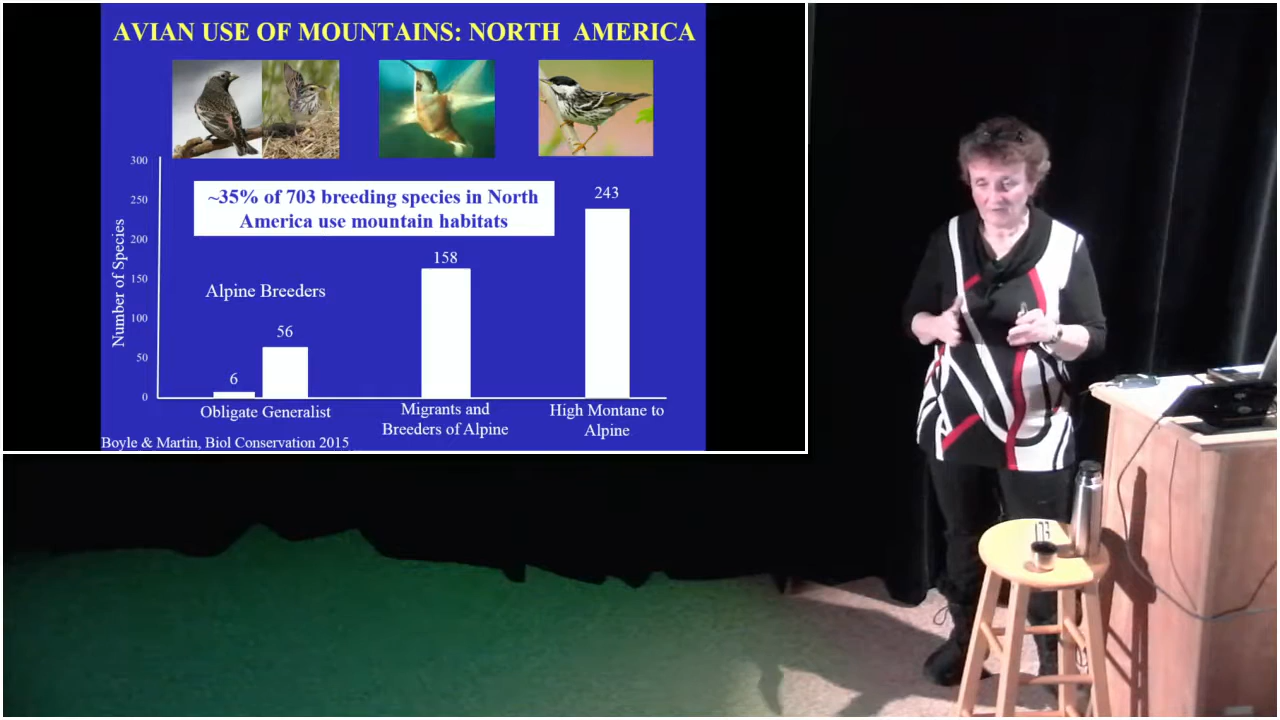 AVIAN USE OF MOUNTAINS: NORTH AMERICA
~35% of 703 breeding species in North
America use mountain habitats
Number of Species
300
250
200
150
100
50
0
Alpine Breeders
6
56
158
243
Obligate Generalist
Migrants and
Breeders of Alpine
High Montane to
Alpine
Boyle & Martin, Biol Conservation 2015